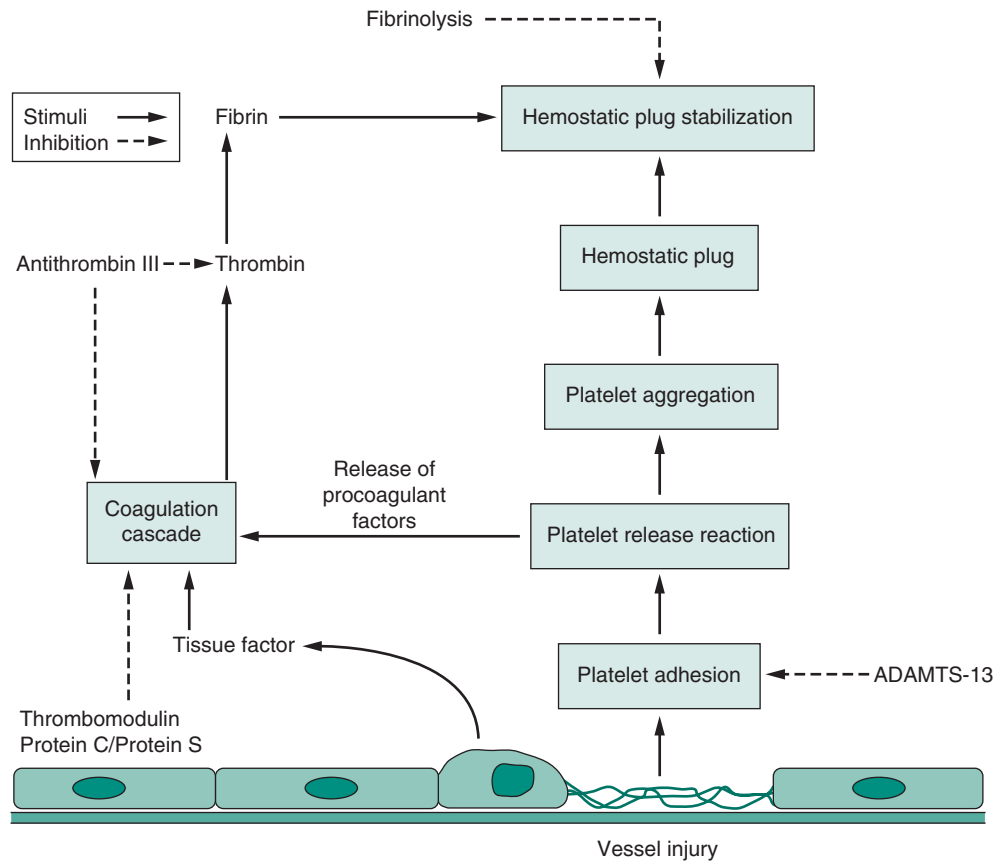 Fibrinolysis
Stimuli
Inhibition
Fibrin
Hemostatic plug stabilization
Hemostatic plug
Antithrombin III
Thrombin
Platelet aggregation
Release of
procoagulant
factors
Coagulation
cascade
Platelet release reaction
Tissue factor
Platelet adhesion
ADAMTS-13
Thrombomodulin
Protein C/Protein S
Vessel injury